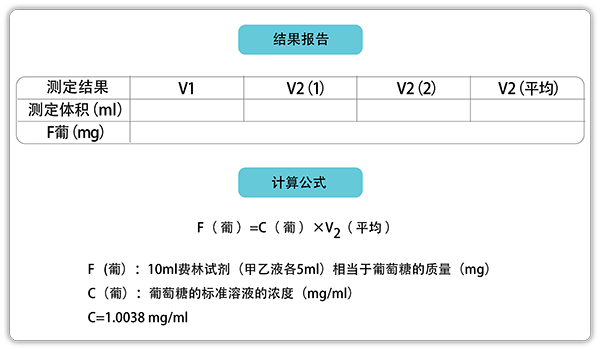 结果报告
测定结果 V1 V2 (1) V2 (2) V2 (平均)
测定体积 (ml)
F葡 (mg)
计算公式
F（葡）=C（葡）×V2（平均）
F （葡）：10ml费林试剂（甲乙液各5ml）相当于葡萄糖的质量（mg）
C（葡）：葡萄糖的标准溶液的浓度（mg/ml）
C=1.0038 mg/ml